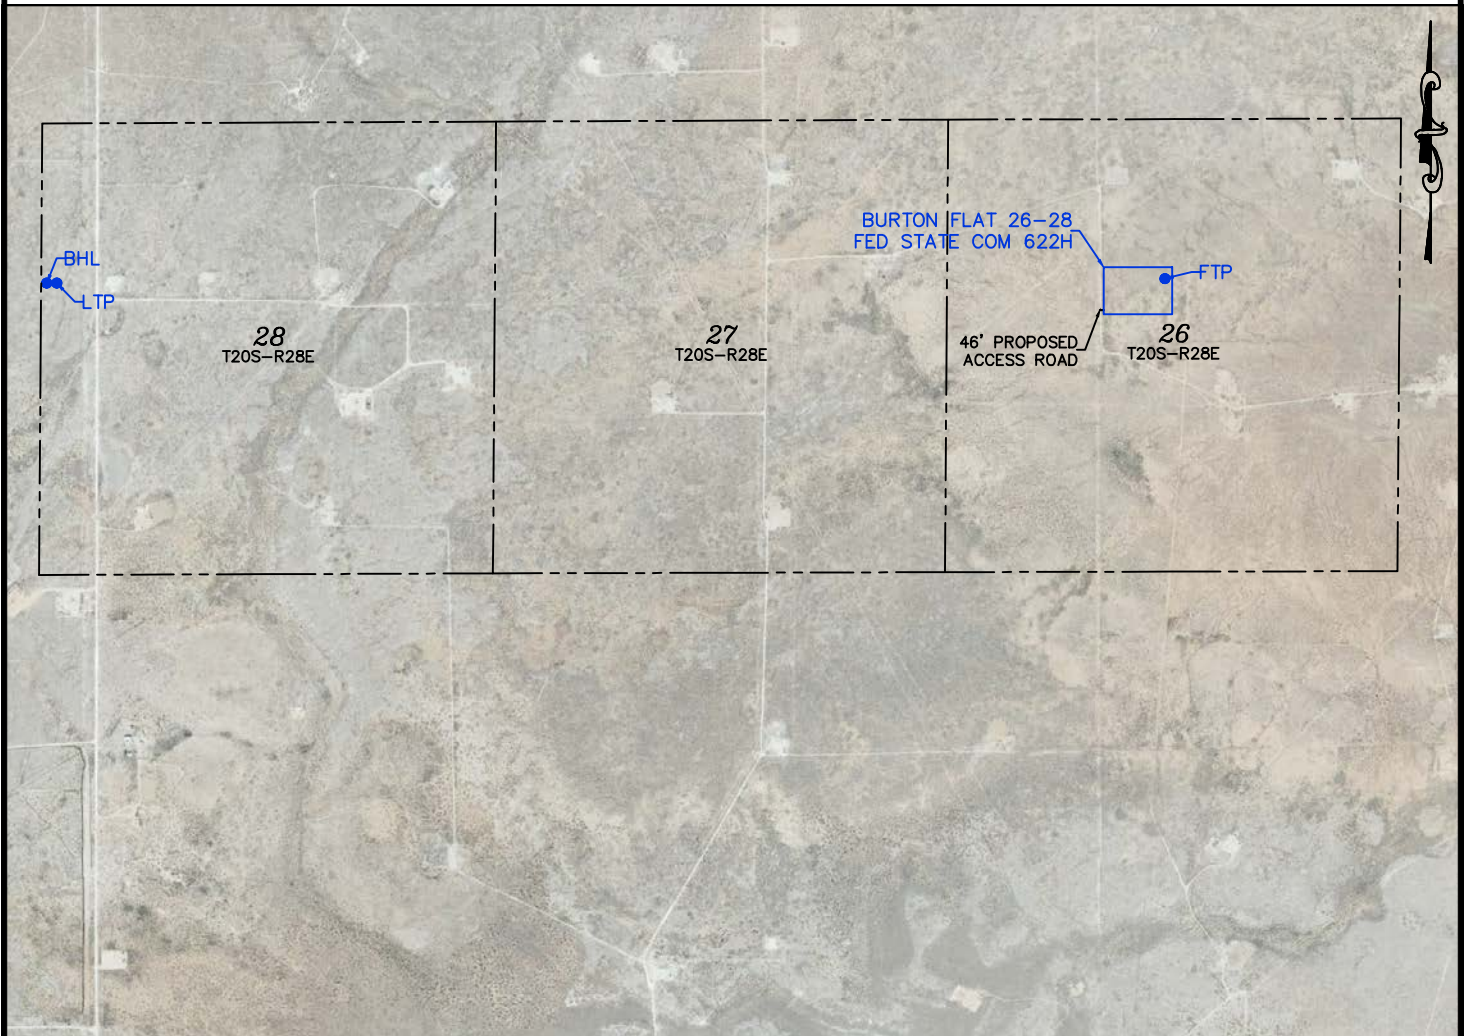 BURTON FLAT 26-28
FED STATE COM 622H
BHL
LTP
FTP
28
T20S-R28E
27
T20S-R28E
46' PROPOSED
ACCESS ROAD
26
T20S-R28E